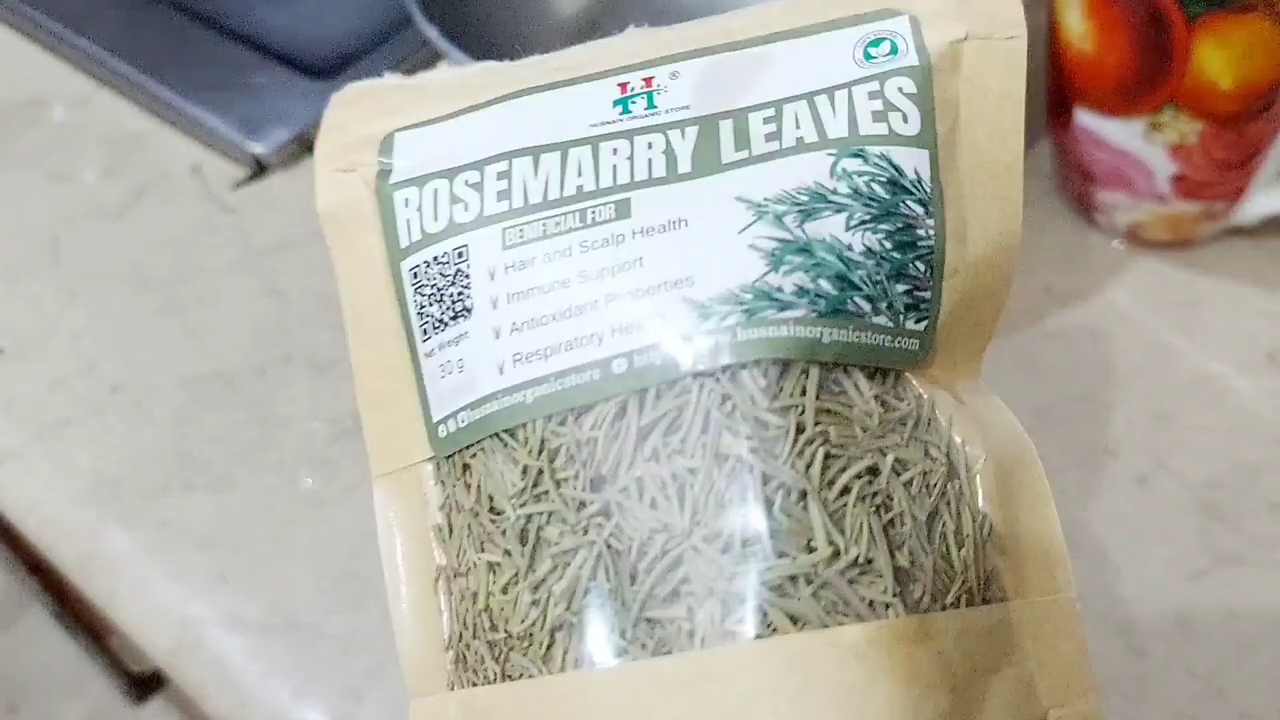 ®
HUSNAIN ORGANIC STORE
ROSEMARRY LEAVES
BENIFICIAL FOR
Hair and Scalp Health
Immune Support
Antioxidant Properties
Respiratory
Net Weight
30 g
husnainorganicstore
husnainorganicstore.com